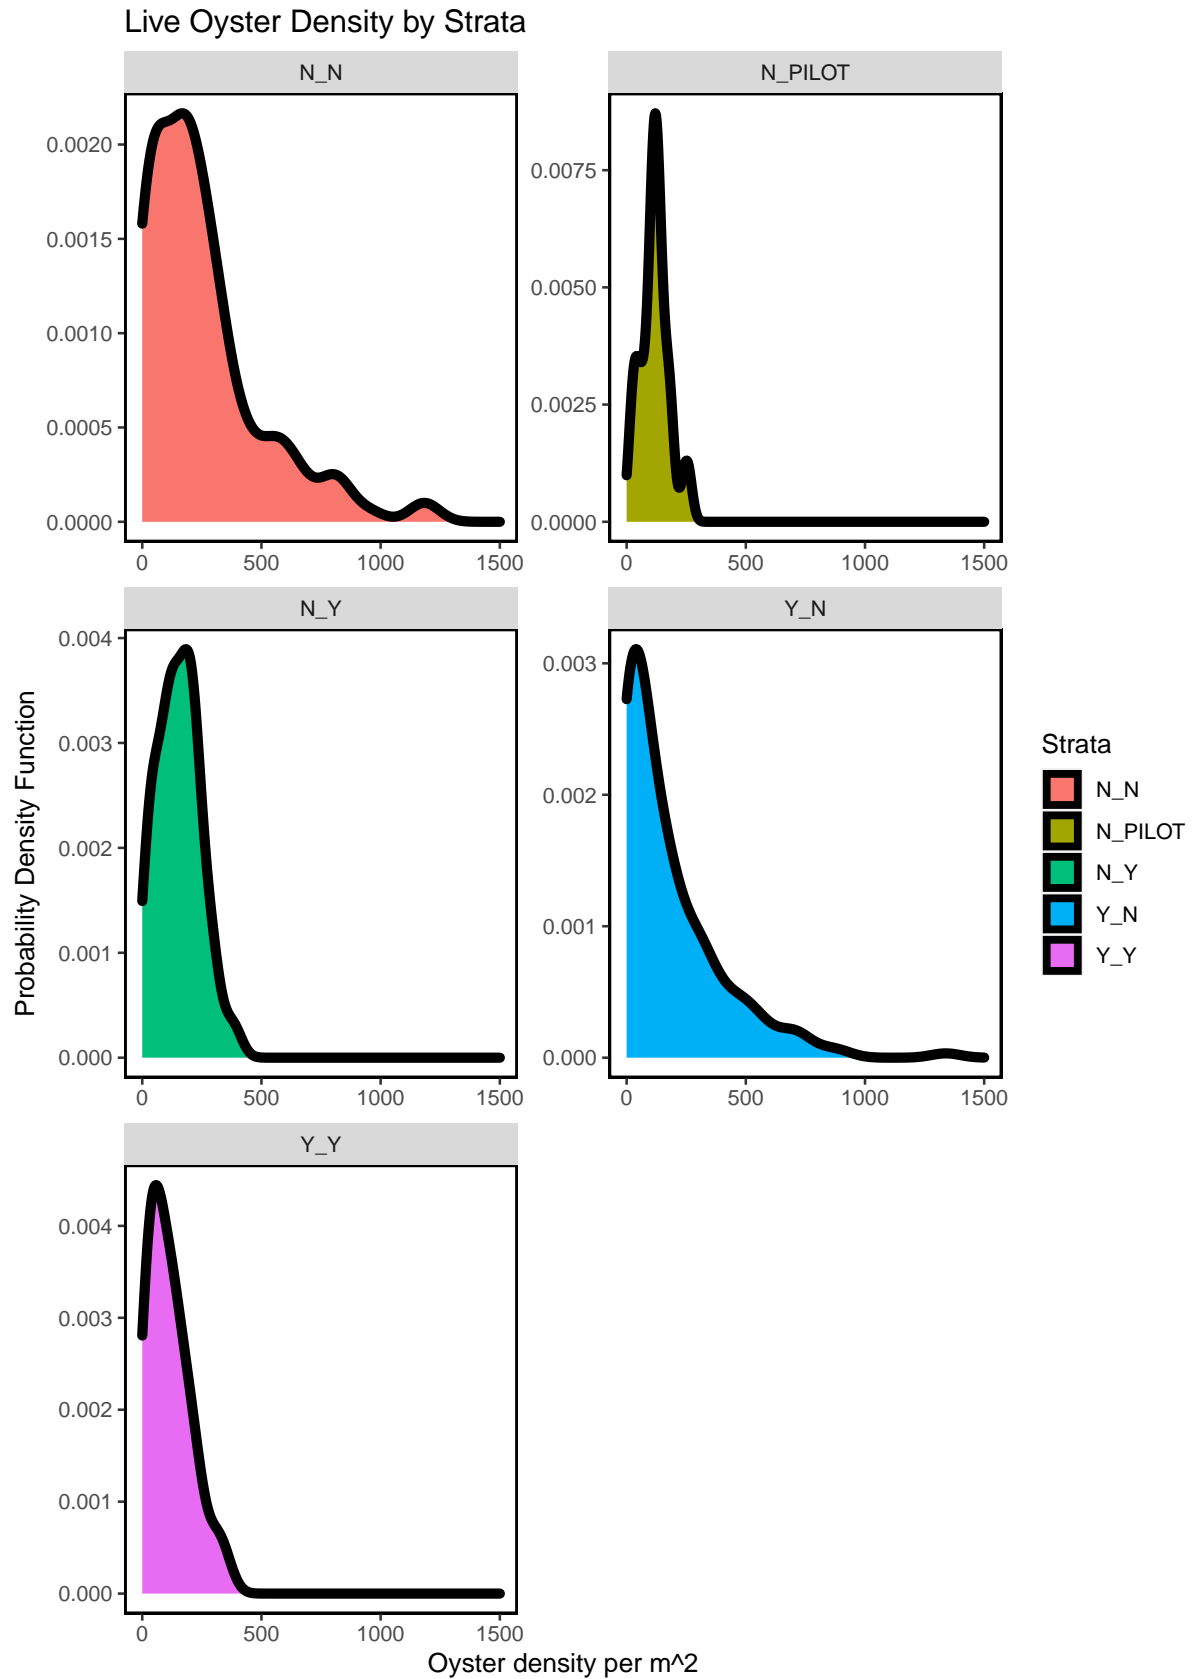 Live Oyster Density by Strata
N_N
N_PILOT
0.0020
0.0015
0.0010
0.0005
0.0000
0.0075
0.0050
0.0025
0.0000
0 500 1000 1500
0 500 1000 1500
N_Y
Y_N
0.004
0.003
0.002
0.001
0.000
0.003
0.002
0.001
0.000
0 500 1000 1500
0 500 1000 1500
Y_Y
0.004
0.003
0.002
0.001
0.000
0 500 1000 1500
Probability Density Function
Oyster density per m^2
Strata
N_N
N_PILOT
N_Y
Y_N
Y_Y